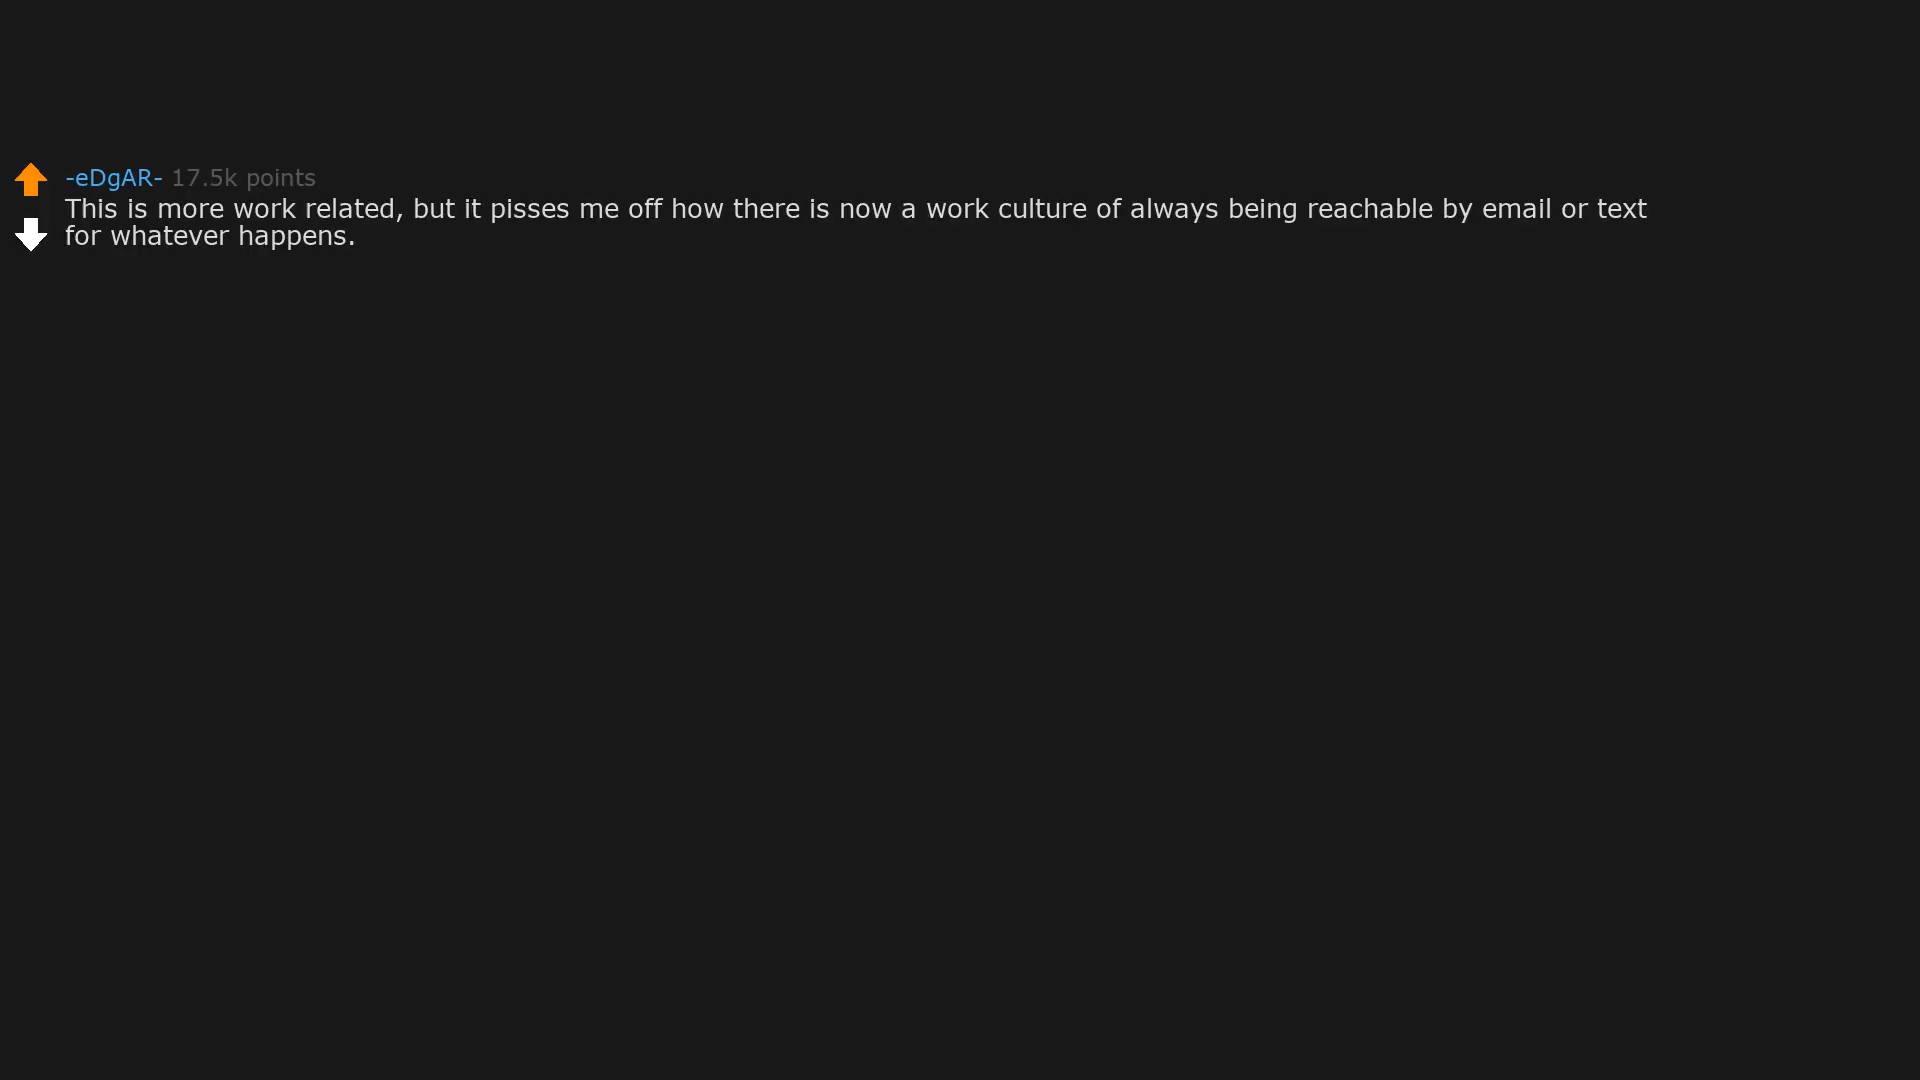 -eDgAR- 17.5k points
This is more work related, but it pisses me off how there is now a work culture of always being reachable by email or text
for whatever happens.